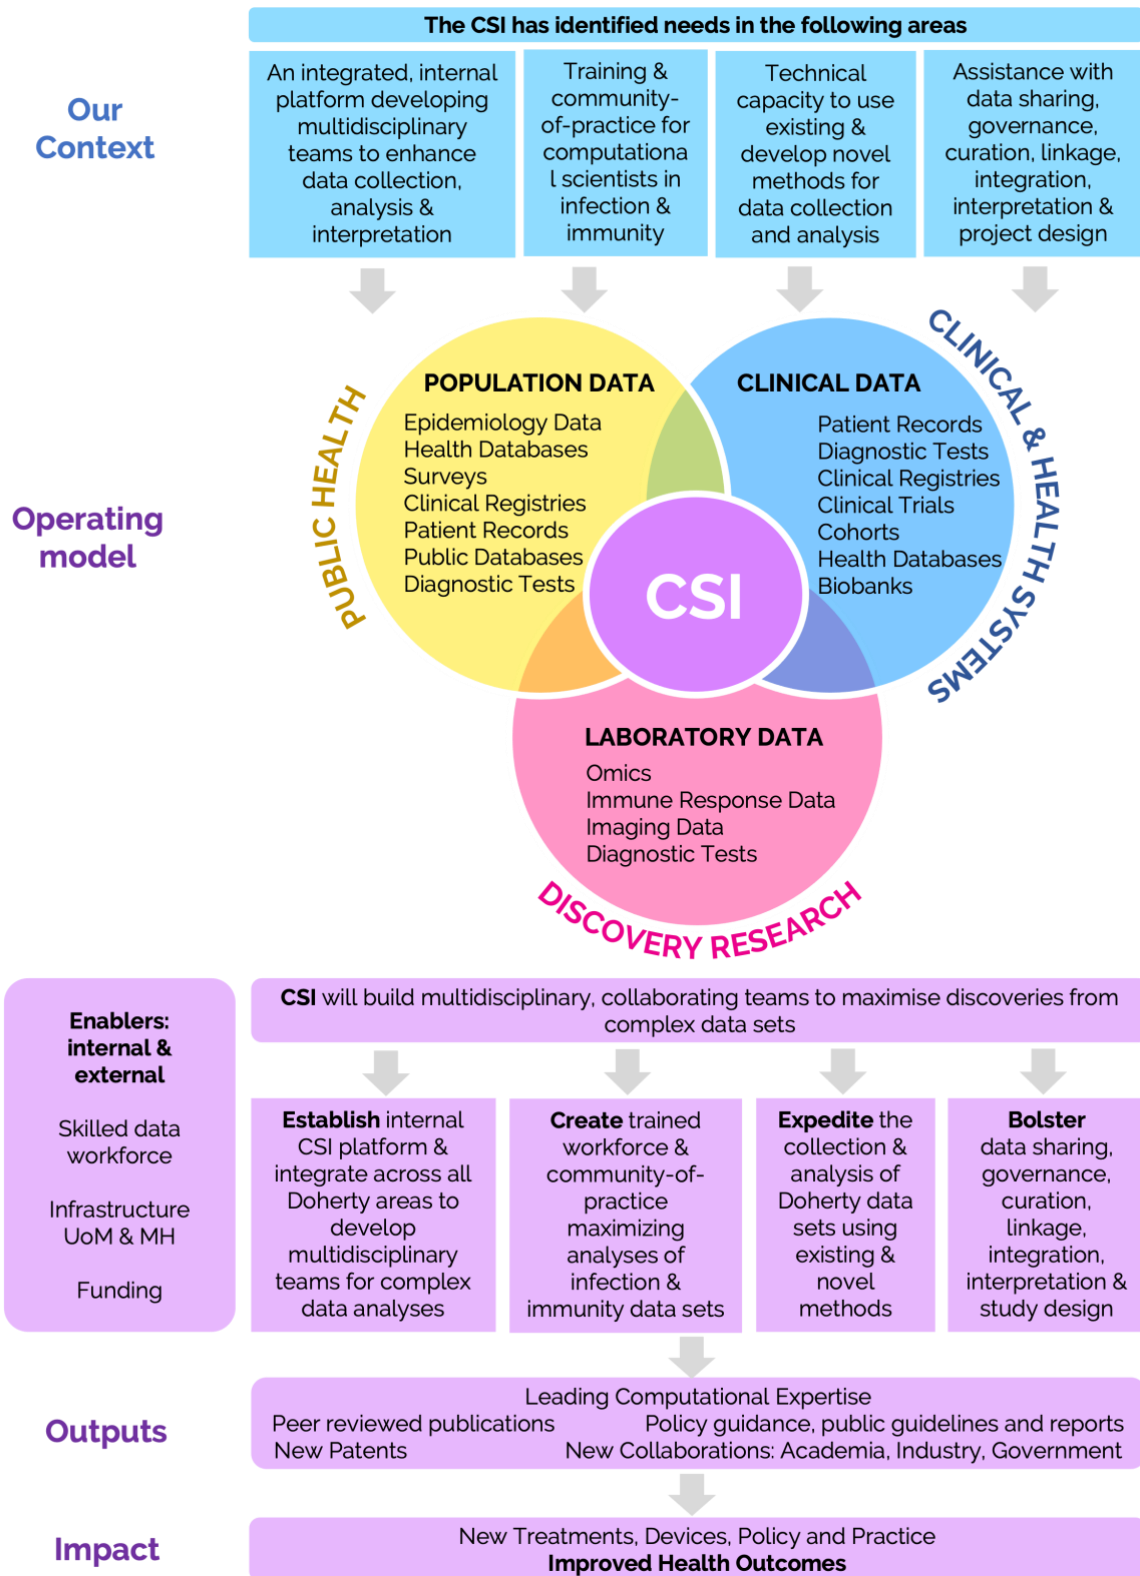 The CSI has identified needs in the following areas
Our
Context
An integrated, internal
platform developing
multidisciplinary
teams to enhance
data collection,
analysis &
interpretation
Training &
community-
of-practice for
computationa
l scientists in
infection &
immunity
Technical
capacity to use
existing &
develop novel
methods for
data collection
and analysis
Assistance with
data sharing,
governance,
curation, linkage,
integration,
interpretation &
project design
Operating
model
PUBLIC HEALTH
POPULATION DATA
Epidemiology Data
Health Databases
Surveys
Clinical Registries
Patient Records
Public Databases
Diagnostic Tests
CLINICAL DATA
Patient Records
Diagnostic Tests
Clinical Registries
Clinical Trials
Cohorts
Health Databases
Biobanks
CLINICAL & HEALTH SYSTEMS
CSI
LABORATORY DATA
Omics
Immune Response Data
Imaging Data
Diagnostic Tests
DISCOVERY RESEARCH
Enablers:
internal &
external
Skilled data
workforce
Infrastructure
UoM & MH
Funding
CSI will build multidisciplinary, collaborating teams to maximise discoveries from
complex data sets
Establish internal
CSI platform &
integrate across all
Doherty areas to
develop
multidisciplinary
teams for complex
data analyses
Create trained
workforce &
community-of-
practice
maximizing
analyses of
infection &
immunity data sets
Expedite the
collection &
analysis of
Doherty data
sets using
existing &
novel
methods
Bolster
data sharing,
governance,
curation,
linkage,
integration,
interpretation &
study design
Outputs
Leading Computational Expertise
Peer reviewed publications Policy guidance, public guidelines and reports
New Patents New Collaborations: Academia, Industry, Government
Impact
New Treatments, Devices, Policy and Practice
Improved Health Outcomes